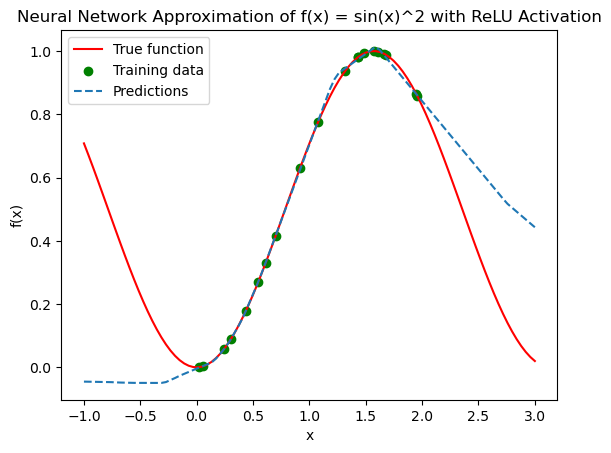 Neural Network Approximation of f(x) = sin(x)^2 with ReLU Activation
True function
Training data
Predictions
f(x)
1.0
0.8
0.6
0.4
0.2
0.0
−1.0 −0.5 0.0 0.5 1.0 1.5 2.0 2.5 3.0
x